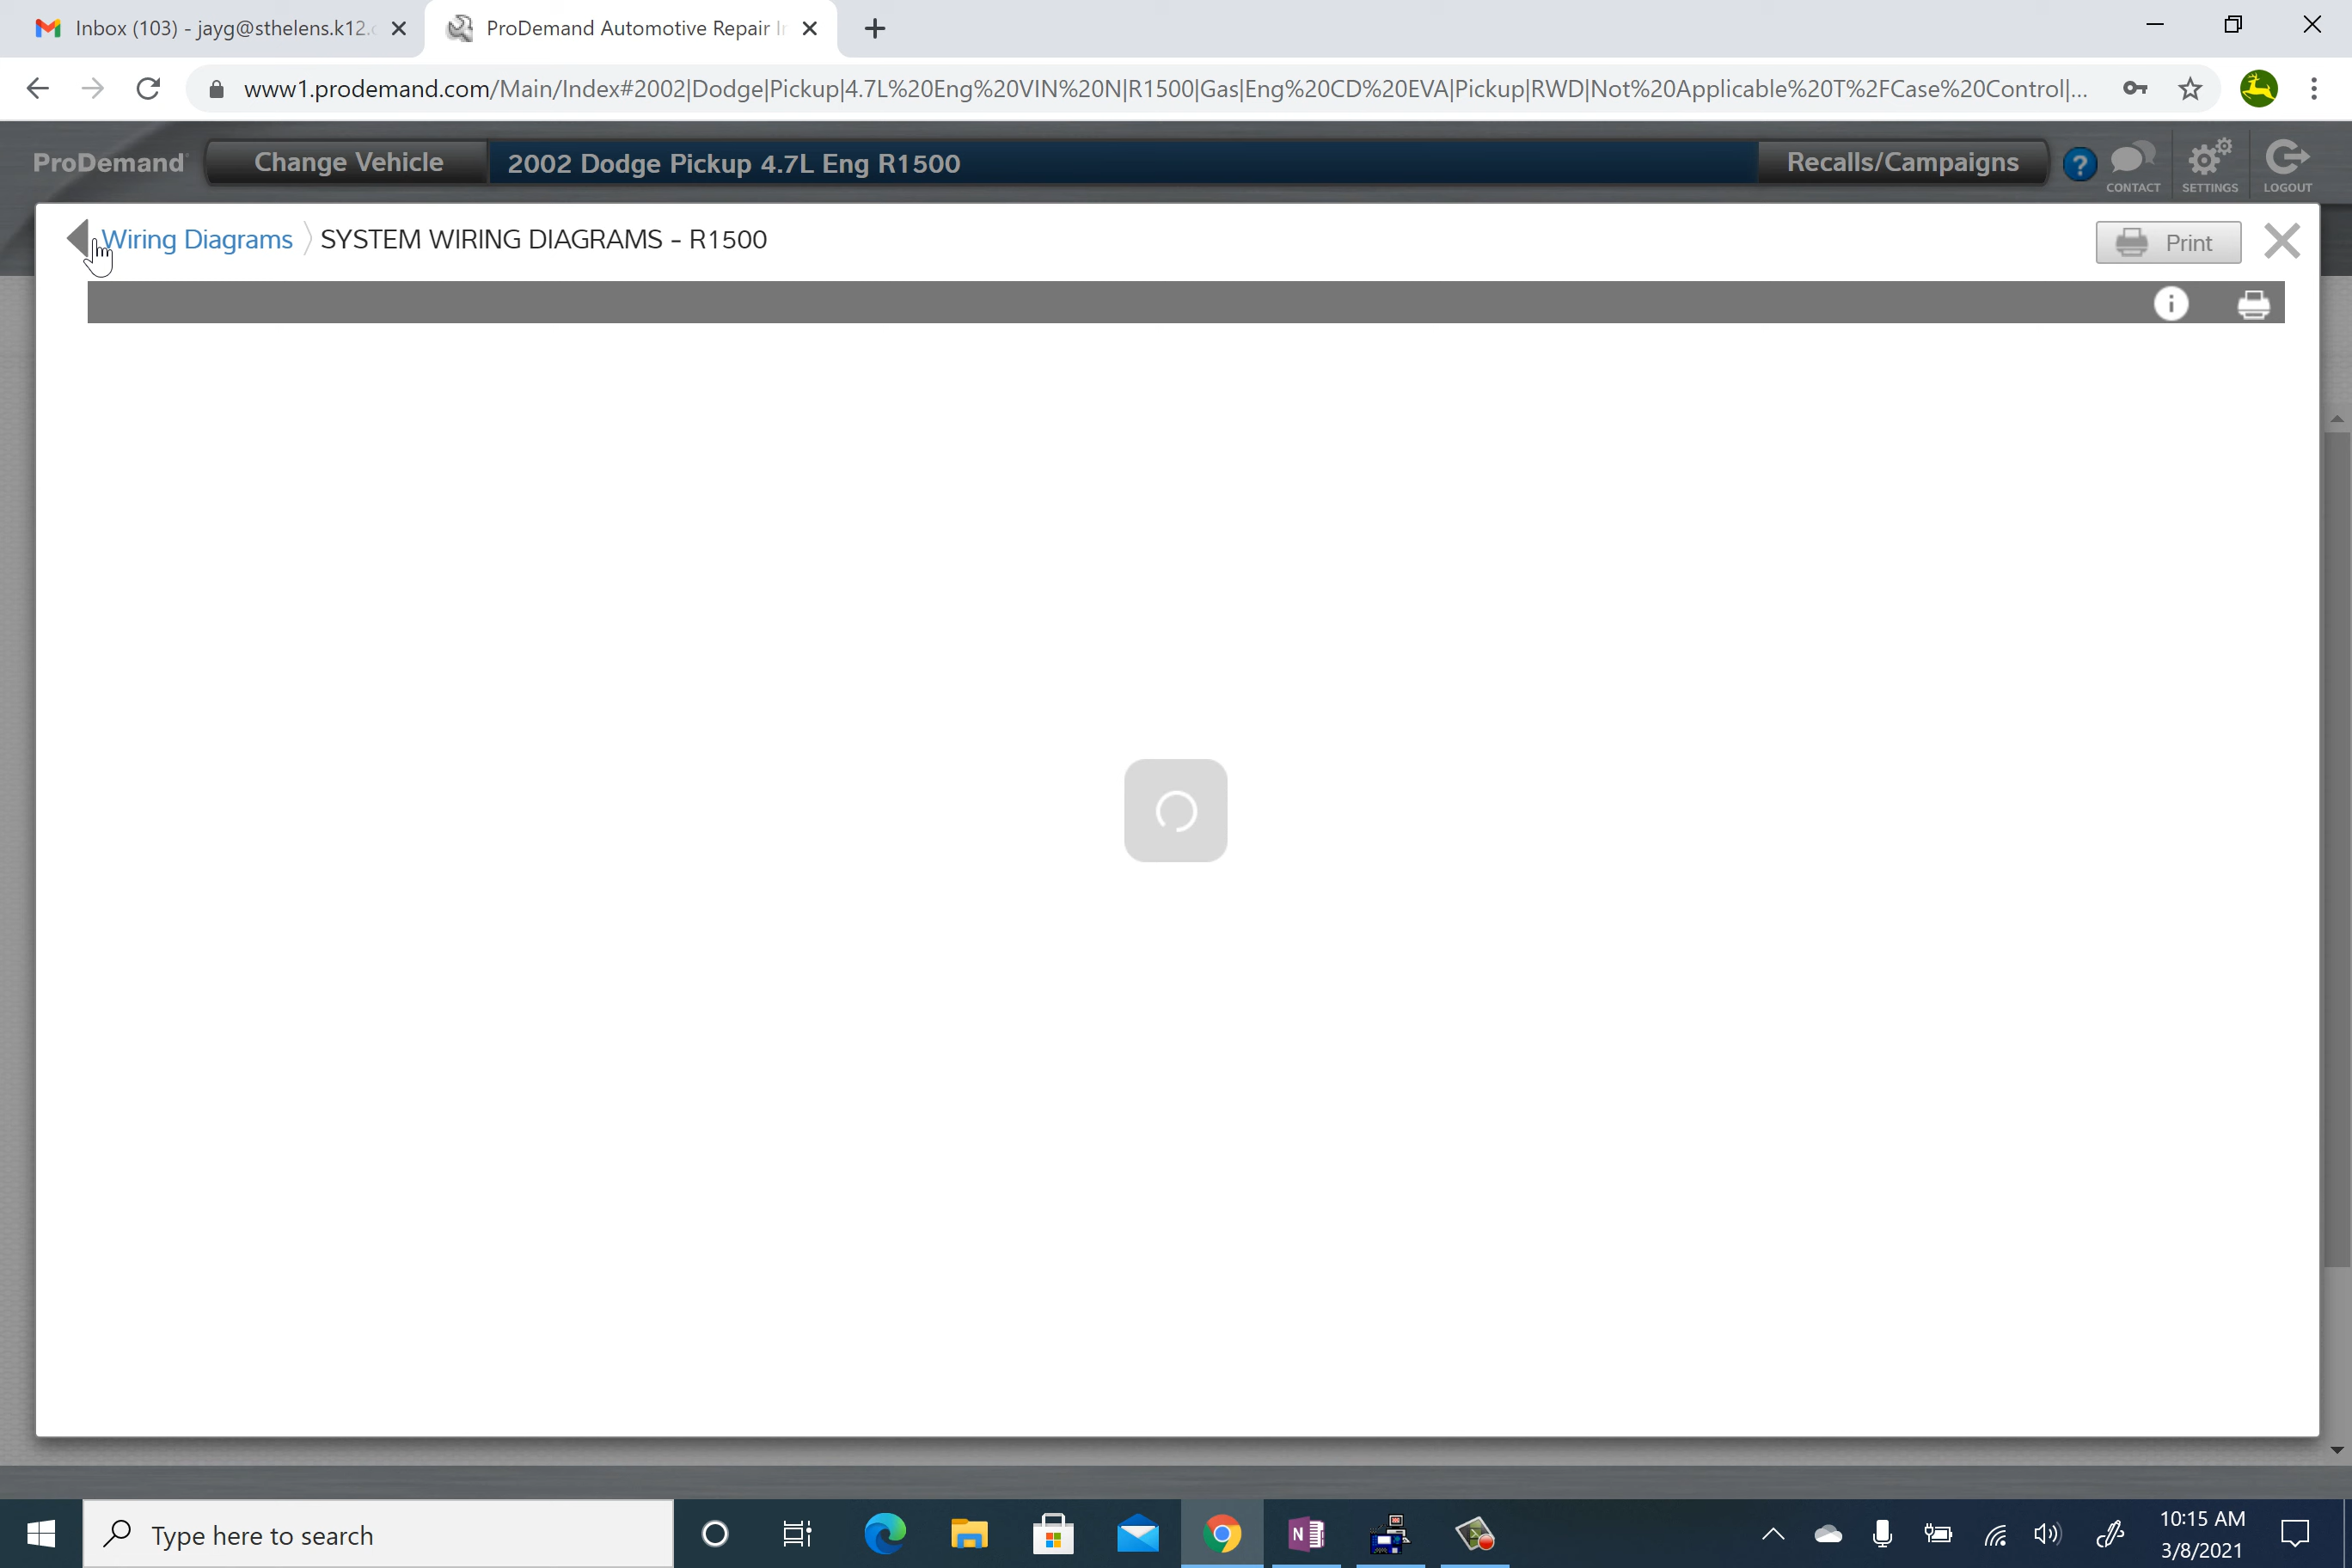 Inbox (103) - jayg@sthelens.k12.
ProDemand Automotive Repair
www1.prodemand.com/Main/Index#2002|Dodge|Pickup|4.7L%20Eng%20VIN%20N|R1500|Gas|Eng%20CD%20EVA|Pickup|RWD|Not%20Applicable%20T%2FCase%20Control|...
ProDemand
Change Vehicle
2002 Dodge Pickup 4.7L Eng R1500
Recalls/Campaigns
?
CONTACT
SETTINGS
LOGOUT
Wiring Diagrams
SYSTEM WIRING DIAGRAMS - R1500
Print
i
Type here to search
N
10:15 AM
3/8/2021